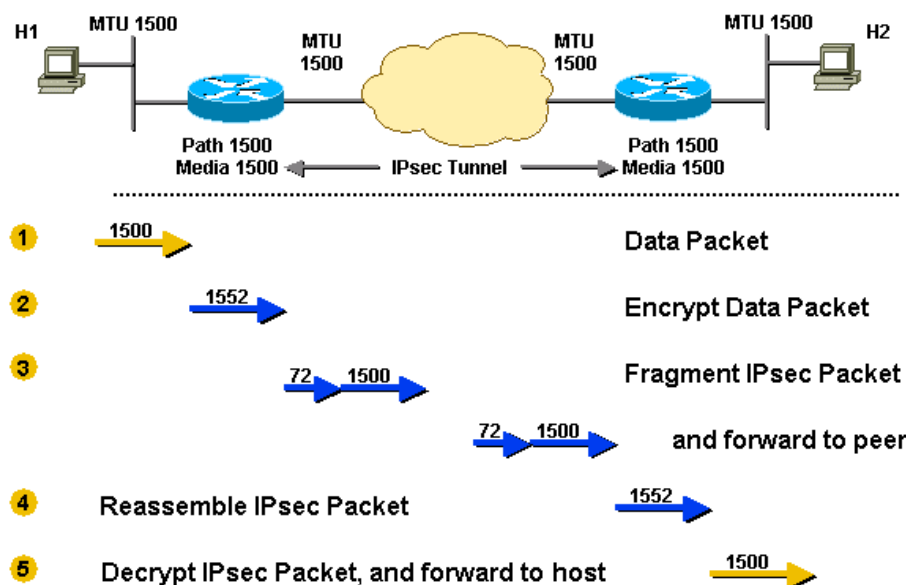 H1
MTU 1500
MTU
1500
MTU
1500
MTU 1500
H2
Path 1500
Media 1500
IPsec Tunnel
Path 1500
Media 1500
1
1500
Data Packet
2
1552
Encrypt Data Packet
3
72
1500
Fragment IPsec Packet
72
1500
and forward to peer
4
Reassemble IPsec Packet
1552
5
Decrypt IPsec Packet, and forward to host
1500